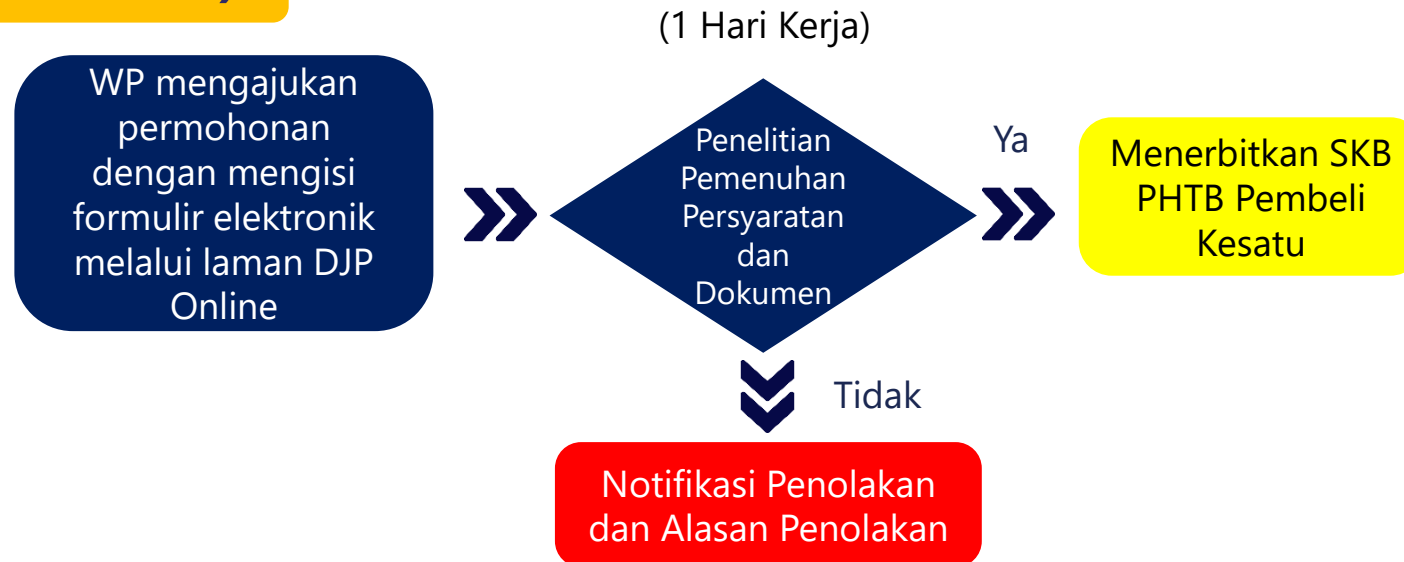 (1 Hari Kerja)
WP mengajukan
permohonan
dengan mengisi
formulir elektronik
melalui laman DJP
Online
Penelitian
Pemenuhan
Persyaratan
dan
Dokumen
Ya
Menerbitkan SKB
PHTB Pembeli
Kesatu
Tidak
Notifikasi Penolakan
dan Alasan Penolakan